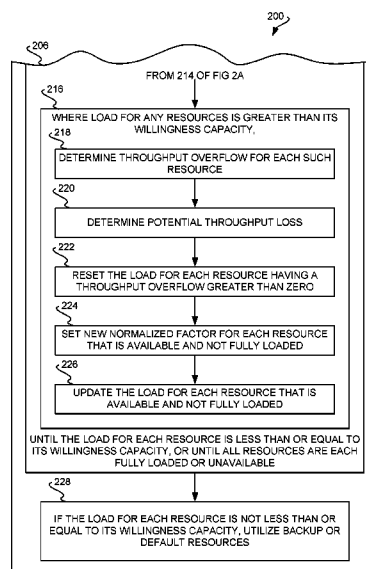 200
206
FROM 214 OF FIG 2A
216
WHERE LOAD FOR ANY RESOURCES IS GREATER THAN ITS
WILLINGNESS CAPACITY,
218
DETERMINE THROUGHPUT OVERFLOW FOR EACH SUCH
RESOURCE
220
DETERMINE POTENTIAL THROUGHPUT LOSS
222
RESET THE LOAD FOR EACH RESOURCE HAVING A
THROUGHPUT OVERFLOW GREATER THAN ZERO
224
SET NEW NORMALIZED FACTOR FOR EACH RESOURCE
THAT IS AVAILABLE AND NOT FULLY LOADED
226
UPDATE THE LOAD FOR EACH RESOURCE THAT IS
AVAILABLE AND NOT FULLY LOADED
UNTIL THE LOAD FOR EACH RESOURCE IS LESS THAN OR EQUAL TO
ITS WILLINGNESS CAPACITY, OR UNTIL ALL RESOURCES ARE EACH
FULLY LOADED OR UNAVAILABLE
228
IF THE LOAD FOR EACH RESOURCE IS NOT LESS THAN OR
EQUAL TO ITS WILLINGNESS CAPACITY, UTILIZE BACKUP OR
DEFAULT RESOURCES